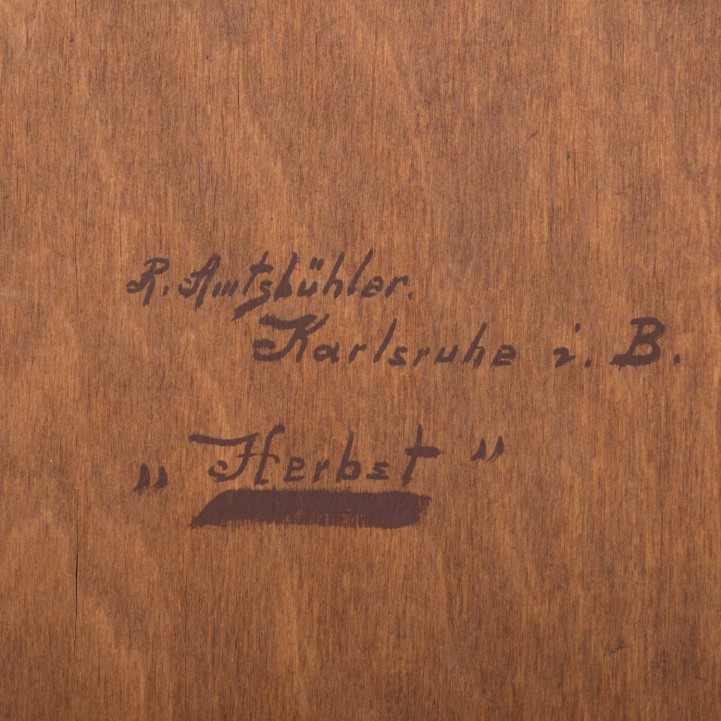 R. Amtsbühler.
Karlsruhe i. B.
„Herbst"